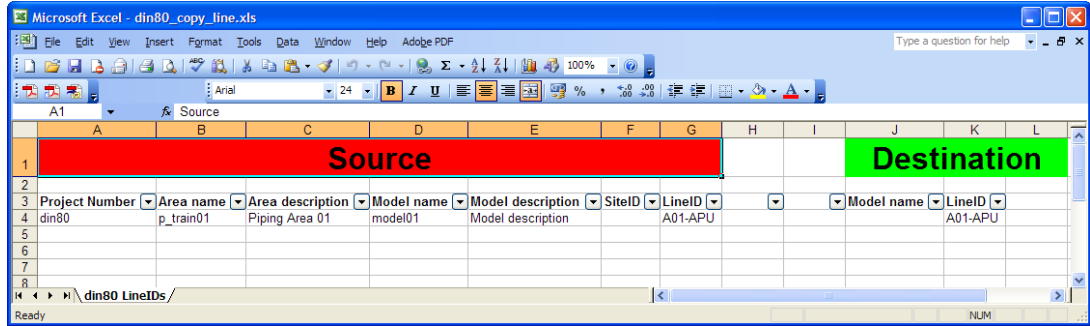 Microsoft Excel - din80_copy_line.xls
File Edit View Insert Format Tools Data Window Help Adobe PDF Type a question for help
100%
Arial 24 B I U % ,
A1 fx Source
A B C D E F G H I J K L
1 Source Destination
2
3 Project Number Area name Area description Model name Model description SiteID LineID Model name LineID
4 din80 p_train01 Piping Area 01 model01 Model description A01-APU A01-APU
5
6
7
8
din80 LineIDs
Ready NUM